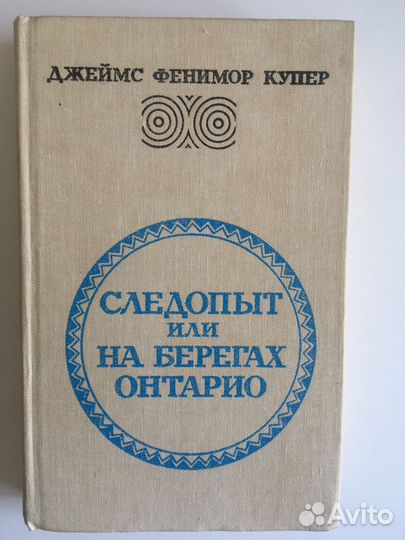 ДЖЕЙМС ФЕНИМОР КУПЕР
СЛЕДОПЫТ
ИЛИ
НА БЕРЕГАХ
ОНТАРИО
Avito